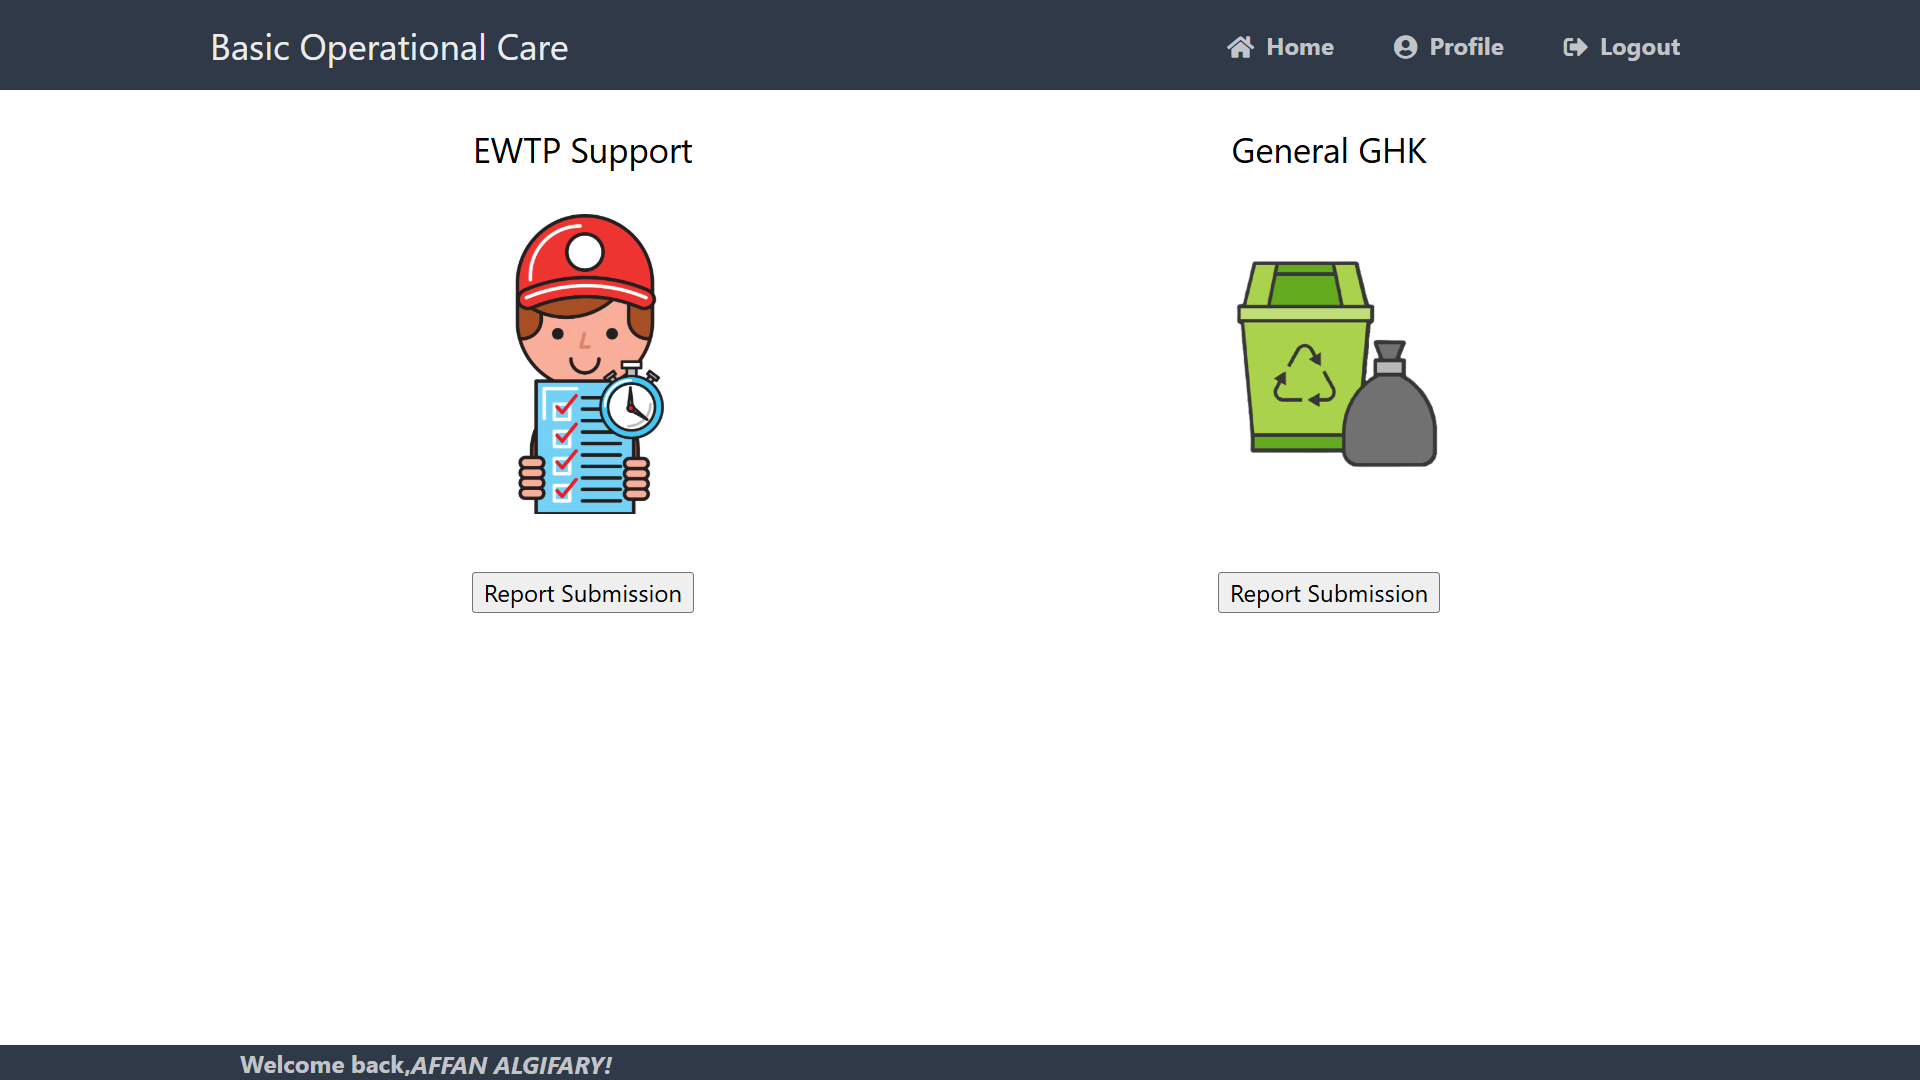 Basic Operational Care
Home
Profile
Logout
EWTP Support
General GHK
Report Submission
Report Submission
Welcome back,AFFAN ALGIFARY!